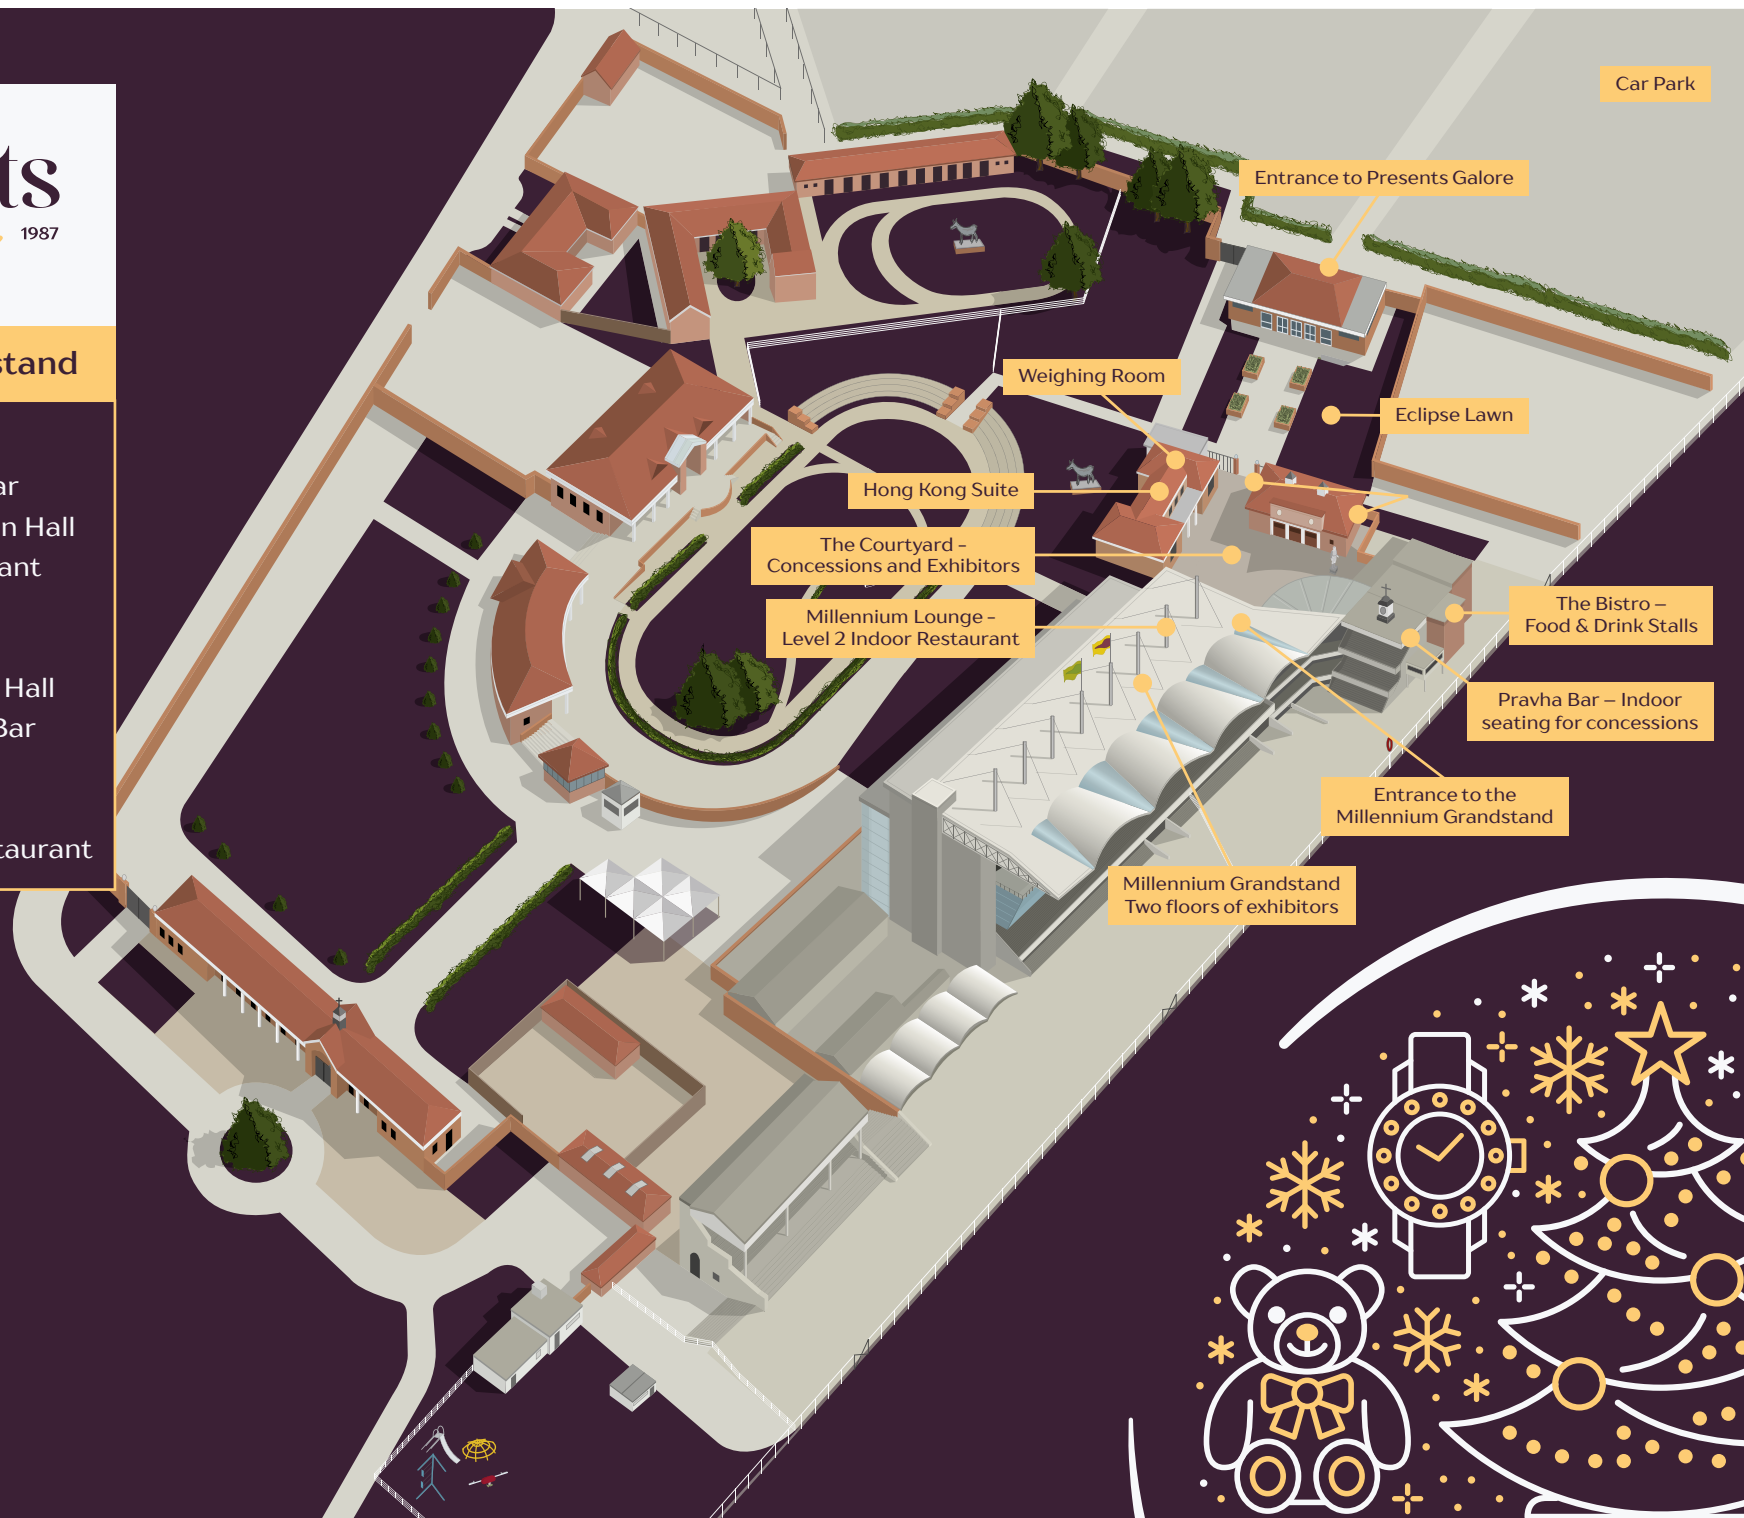 ts
1987
stand
ar
n Hall
ant
Hall
Bar
taurant
Car Park
Entrance to Presents Galore
Weighing Room
Eclipse Lawn
Hong Kong Suite
The Courtyard -
Concessions and Exhibitors
Millennium Lounge -
Level 2 Indoor Restaurant
The Bistro –
Food & Drink Stalls
Pravha Bar – Indoor
seating for concessions
Entrance to the
Millennium Grandstand
Millennium Grandstand
Two floors of exhibitors